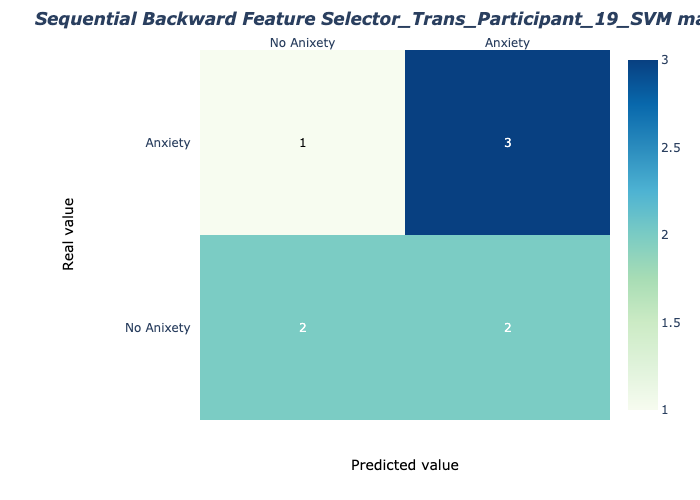 Sequential Backward Feature Selector_Trans_Participant_19_SVM
No Anixety Anxiety
3
Anxiety 1 3
2.5
Real value
2
No Anixety 2 2
1.5
1
Predicted value